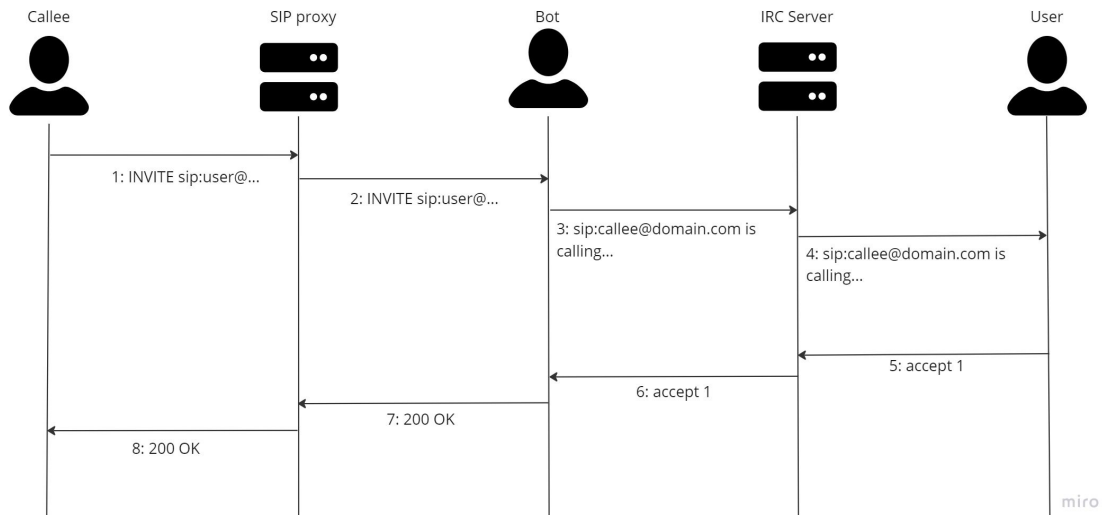 Callee
SIP proxy
Bot
IRC Server
User
1: INVITE sip:user@...
2: INVITE sip:user@...
3: sip:callee@domain.com is
calling...
4: sip:callee@domain.com is
calling...
5: accept 1
6: accept 1
7: 200 OK
8: 200 OK
miro